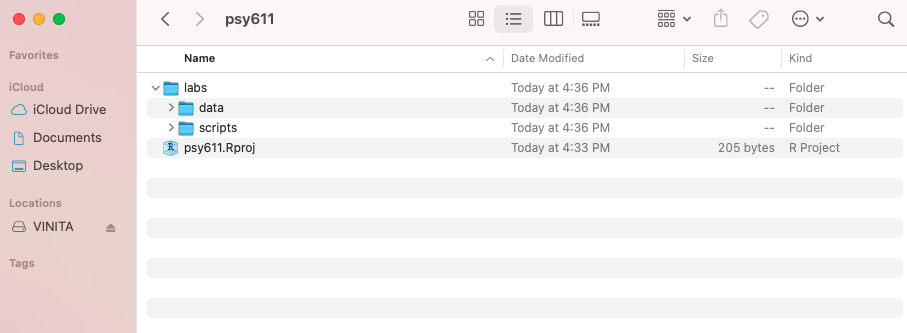 psy611
Favorites
iCloud
iCloud Drive
Documents
Desktop
Locations
VINITA
Tags
Name Date Modified Size Kind
labs Today at 4:36 PM -- Folder
data Today at 4:36 PM -- Folder
scripts Today at 4:36 PM -- Folder
psy611.Rproj Today at 4:33 PM 205 bytes R Project